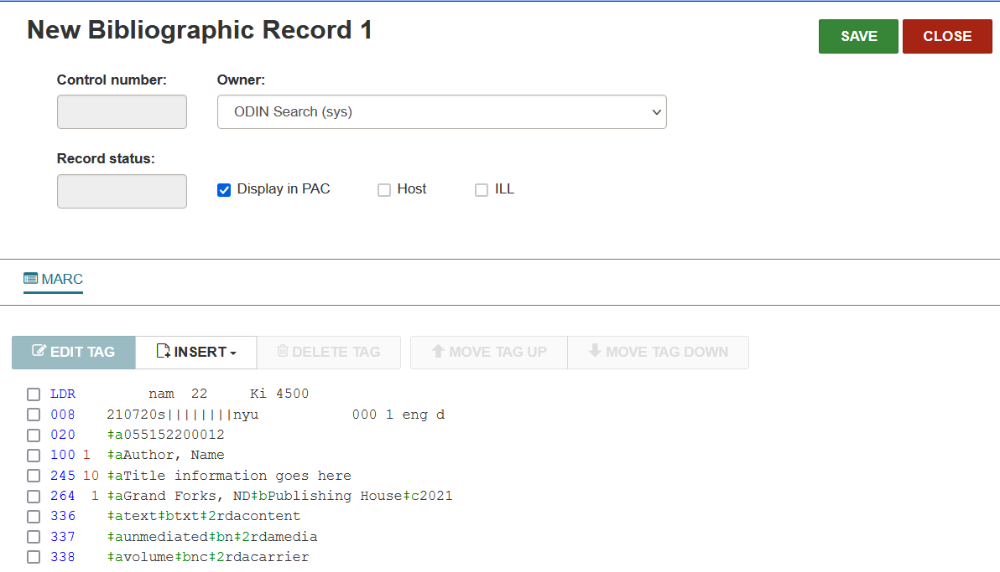 New Bibliographic Record 1
SAVE CLOSE
Control number: Owner:
ODIN Search (sys)
Record status:
Display in PAC Host ILL
MARC
EDIT TAG INSERT DELETE TAG MOVE TAG UP MOVE TAG DOWN
LDR nam 22 Ki 4500
008 210720s||||||||nyu 000 1 eng d
020 ‡a055152200012
100 1 ‡aAuthor, Name
245 10 ‡aTitle information goes here
264 1 ‡aGrand Forks, ND‡bPublishing House‡c2021
336 ‡atext‡btxt‡2rdacontent
337 ‡aunmediated‡bn‡2rdamedia
338 ‡avolume‡bnc‡2rdacarrier